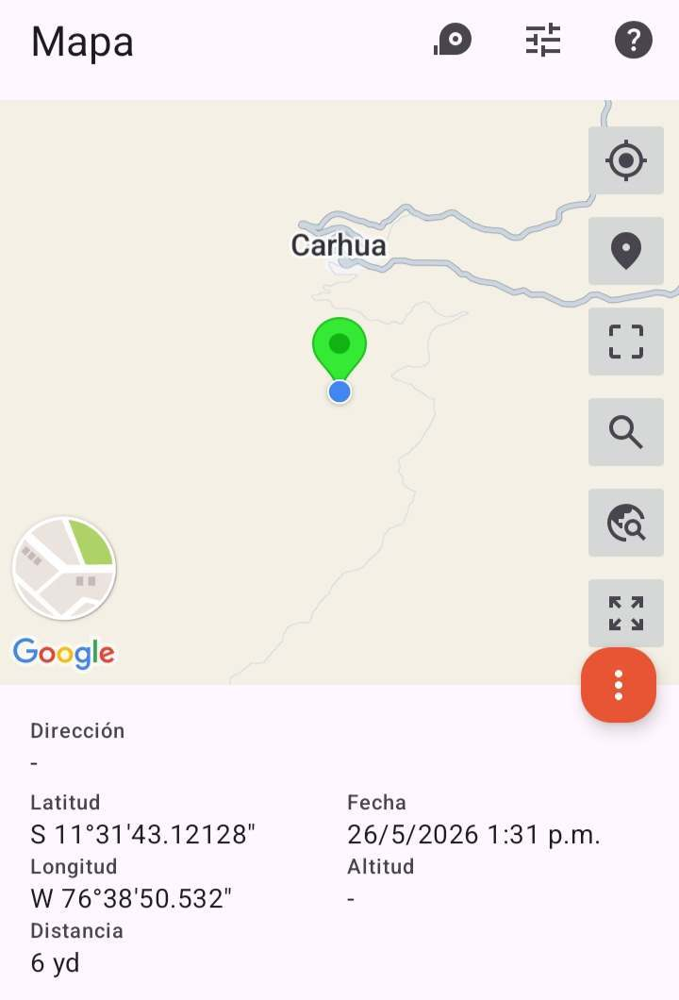 Mapa
Carhua
Google
Dirección
-
Latitud
S 11°31'43.12128"
Fecha
26/5/2026 1:31 p.m.
Longitud
W 76°38'50.532"
Altitud
-
Distancia
6 yd